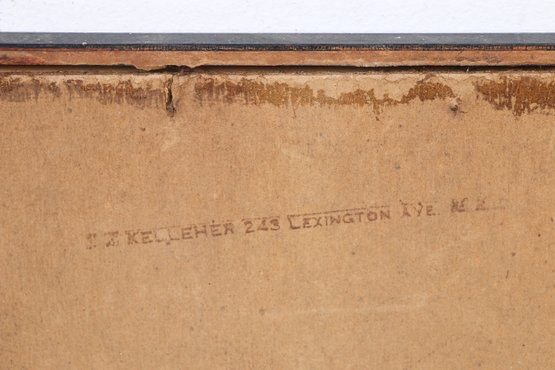 KELLEHER 243 LEXINGTON AVE.